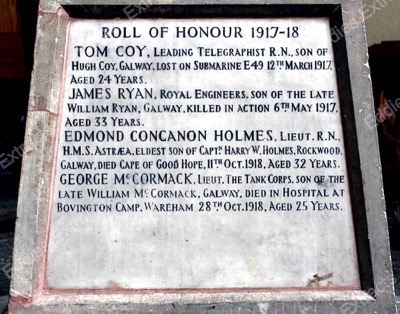 ROLL OF HONOUR 1917-18
TOM COY, LEADING TELEGRAPHIST R.N., SON OF
HUGH COY, GALWAY. LOST ON SUBMARINE E49 12TH MARCH 1917,
AGED 24 YEARS.
JAMES RYAN, ROYAL ENGINEERS, SON OF THE LATE
WILLIAM RYAN, GALWAY, KILLED IN ACTION 6TH MAY 1917,
AGED 33 YEARS.
EDMOND CONCANON HOLMES, LIEUT. R.N.,
H.M.S. ASTRÆA, ELDEST SON OF CAPTN HARRY W. HOLMES, ROCKWOOD,
GALWAY, DIED CAPE OF GOOD HOPE, 11TH OCT. 1918, AGED 32 YEARS.
GEORGE MCCORMACK, LIEUT. THE TANK CORPS, SON OF THE
LATE WILLIAM MCCORMACK, GALWAY, DIED IN HOSPITAL AT
BOVINGTON CAMP, WAREHAM 28TH OCT. 1918, AGED 25 YEARS.